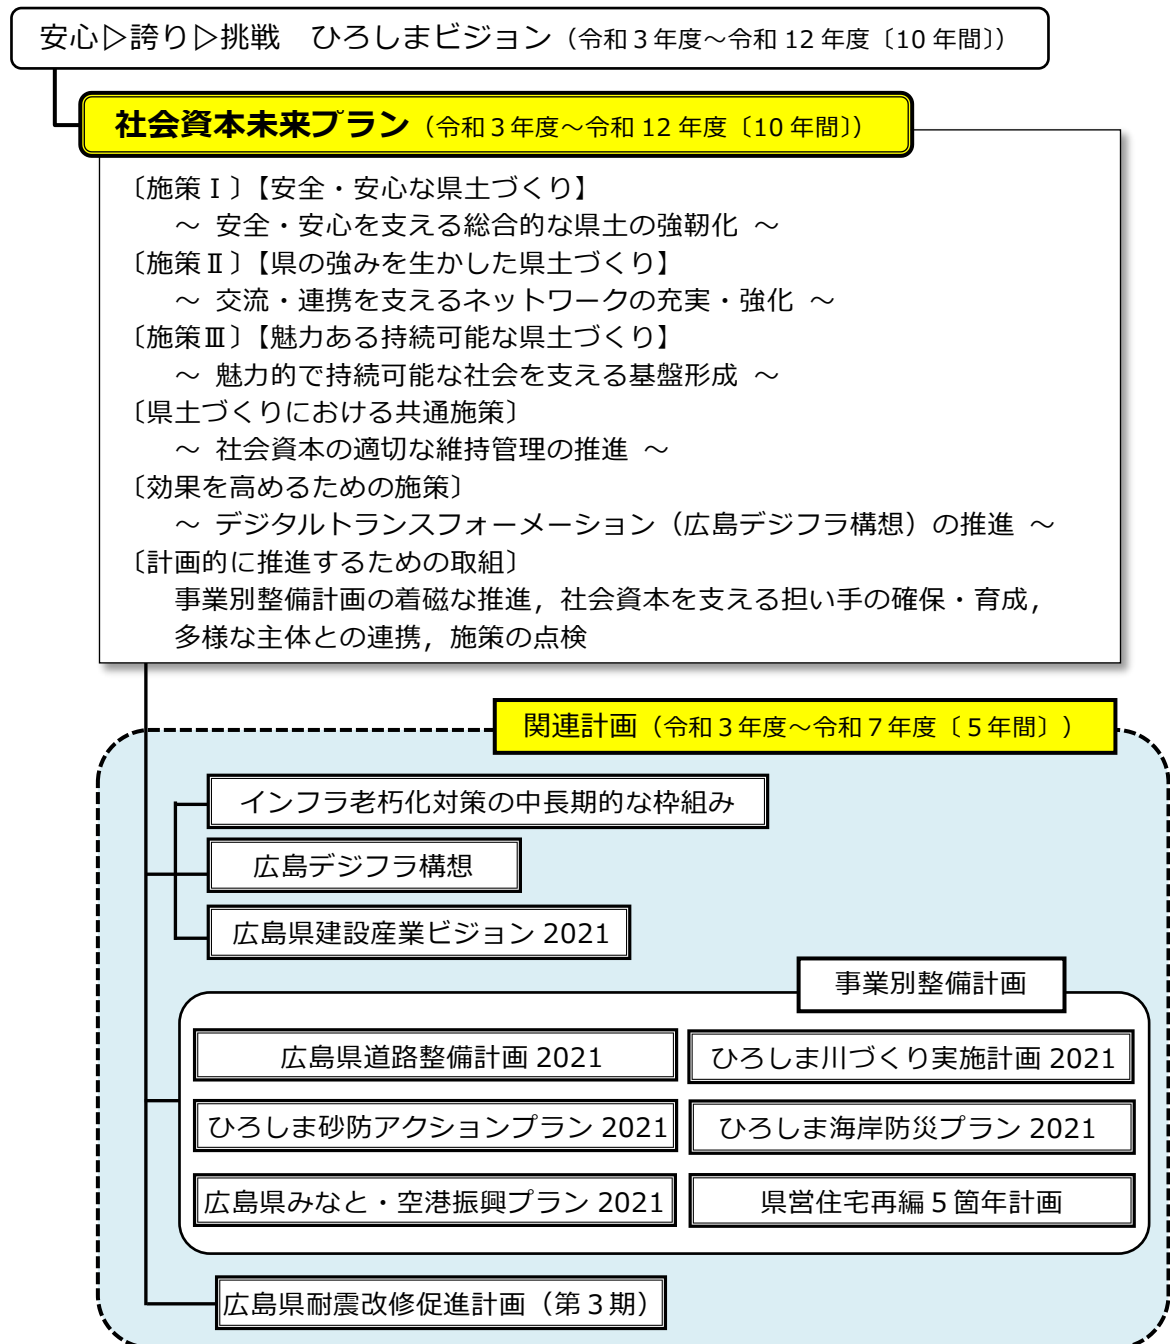 安心▷誇り▷挑戦　ひろしまビジョン（令和３年度～令和 12 年度〔10 年間〕）
社会資本未来プラン（令和３年度～令和 12 年度〔10 年間〕）
〔施策Ⅰ〕【安全・安心な県土づくり】
～ 安全・安心を支える総合的な県土の強靭化 ～
〔施策Ⅱ〕【県の強みを生かした県土づくり】
～ 交流・連携を支えるネットワークの充実・強化 ～
〔施策Ⅲ〕【魅力ある持続可能な県土づくり】
～ 魅力的で持続可能な社会を支える基盤形成 ～
〔県土づくりにおける共通施策〕
～ 社会資本の適切な維持管理の推進 ～
〔効果を高めるための施策〕
～ デジタルトランスフォーメーション（広島デジフラ構想）の推進 ～
〔計画的に推進するための取組〕
事業別整備計画の着磁な推進，社会資本を支える担い手の確保・育成，
多様な主体との連携，施策の点検
関連計画（令和３年度～令和７年度〔５年間〕）
インフラ老朽化対策の中長期的な枠組み
広島デジフラ構想
広島県建設産業ビジョン 2021
事業別整備計画
広島県道路整備計画 2021
ひろしま川づくり実施計画 2021
ひろしま砂防アクションプラン 2021
ひろしま海岸防災プラン 2021
広島県みなと・空港振興プラン 2021
県営住宅再編５箇年計画
広島県耐震改修促進計画（第３期）